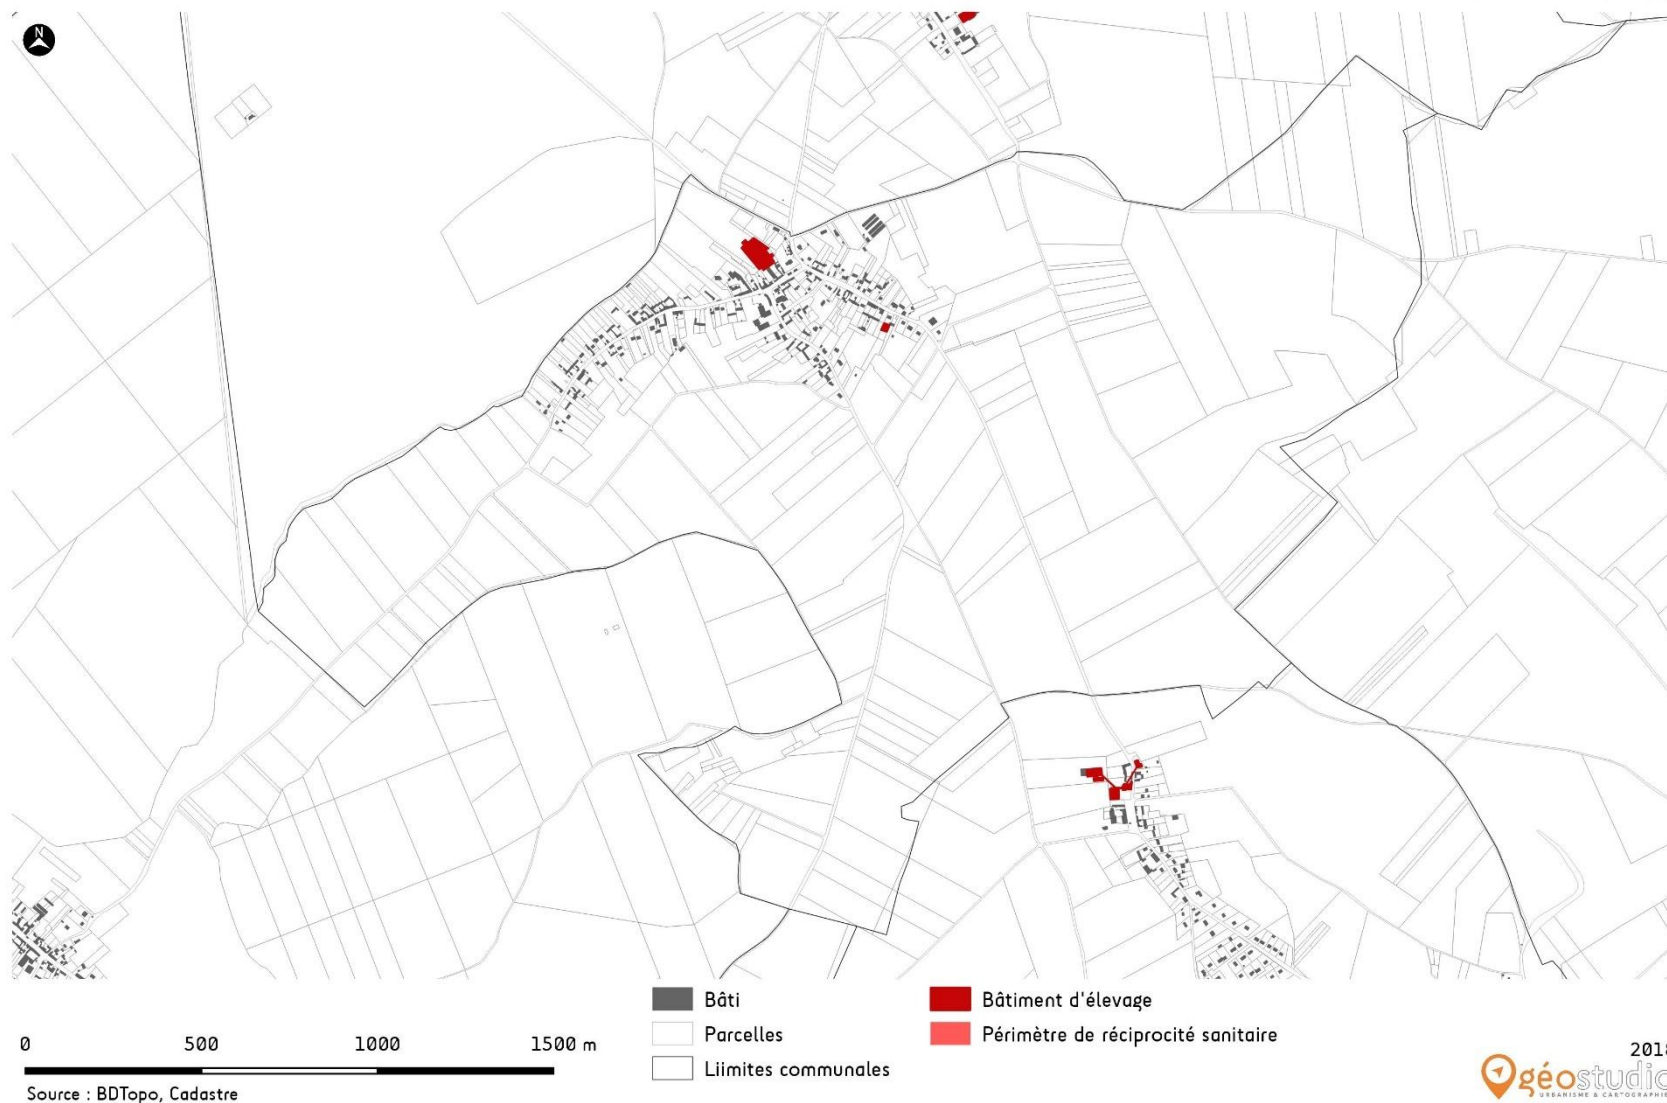 N
Bâti
Bâtiment d'élevage
Parcelles
Périmètre de réciprocité sanitaire
Liimites communales
0 500 1000 1500 m
Source : BDTopo, Cadastre
2018
géostudio
URBANISME & CARTOGRAPHIE